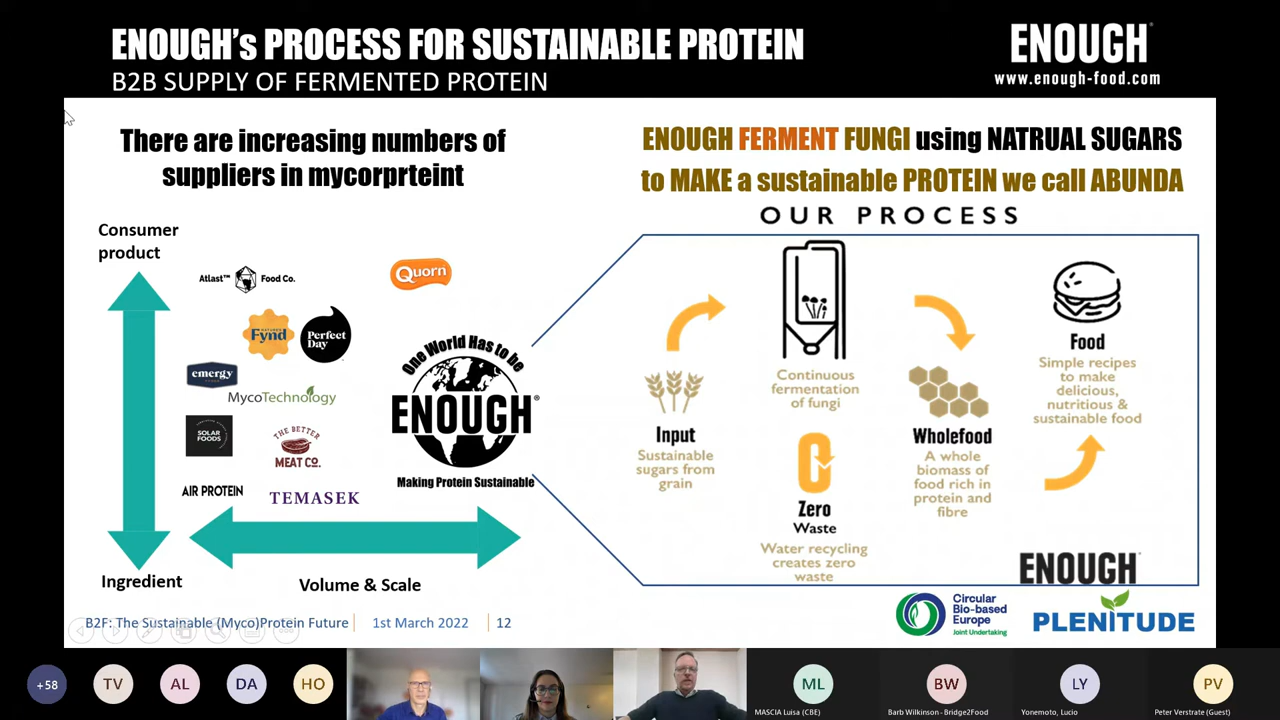 ENOUGH's PROCESS FOR SUSTAINABLE PROTEIN
B2B SUPPLY OF FERMENTED PROTEIN
ENOUGH®
www.enough-food.com
There are increasing numbers of
suppliers in mycorprteint
Consumer
product
Atlast™ Food Co.
Quorn
NATURE'S
Fynd
Perfect
Day
emergy
FOODS
MycoTechnology
SOLAR
FOODS
THE BETTER
MEAT CO.
AIR PROTEIN
TEMASEK
One World Has to be
ENOUGH®
Making Protein Sustainable
Ingredient
Volume & Scale
ENOUGH FERMENT FUNGI using NATRUAL SUGARS
to MAKE a sustainable PROTEIN we call ABUNDA
OUR PROCESS
Input
Sustainable
sugars from
grain
Continuous
fermentation
of fungi
Zero
Waste
Water recycling
creates zero
waste
Wholefood
A whole
biomass of
food rich in
protein and
fibre
Food
Simple recipes
to make
delicious,
nutritious &
sustainable food
ENOUGH
Circular
Bio-based
Europe
Joint Undertaking
PLENITUDE
B2F: The Sustainable (Myco)Protein Future
1st March 2022
12
+58
TV
AL
DA
HO
ML
MASCIA Luisa (CBE)
BW
Barb Wilkinson - Bridge2Food
LY
Yonemoto, Lucio
PV
Peter Verstrate (Guest)